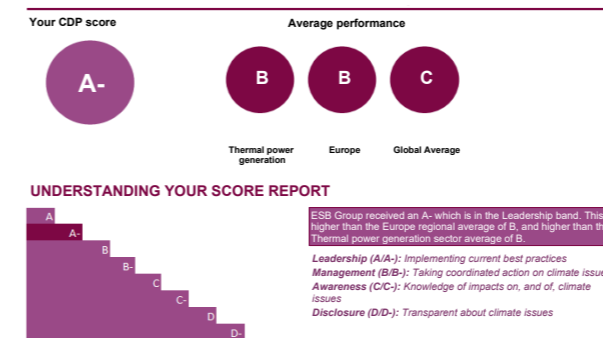 Your CDP score
Average performance
A-
B
B
C
Thermal power
generation
Europe
Global Average
UNDERSTANDING YOUR SCORE REPORT
A
A-
B
B-
C
C-
D
D-
ESB Group received an A- which is in the Leadership band. This
higher than the Europe regional average of B, and higher than
Thermal power generation sector average of B.
Leadership (A/A-): Implementing current best practices
Management (B/B-): Taking coordinated action on climate
Awareness (C/C-): Knowledge of impacts on, and of, climate
issues
Disclosure (D/D-): Transparent about climate issues